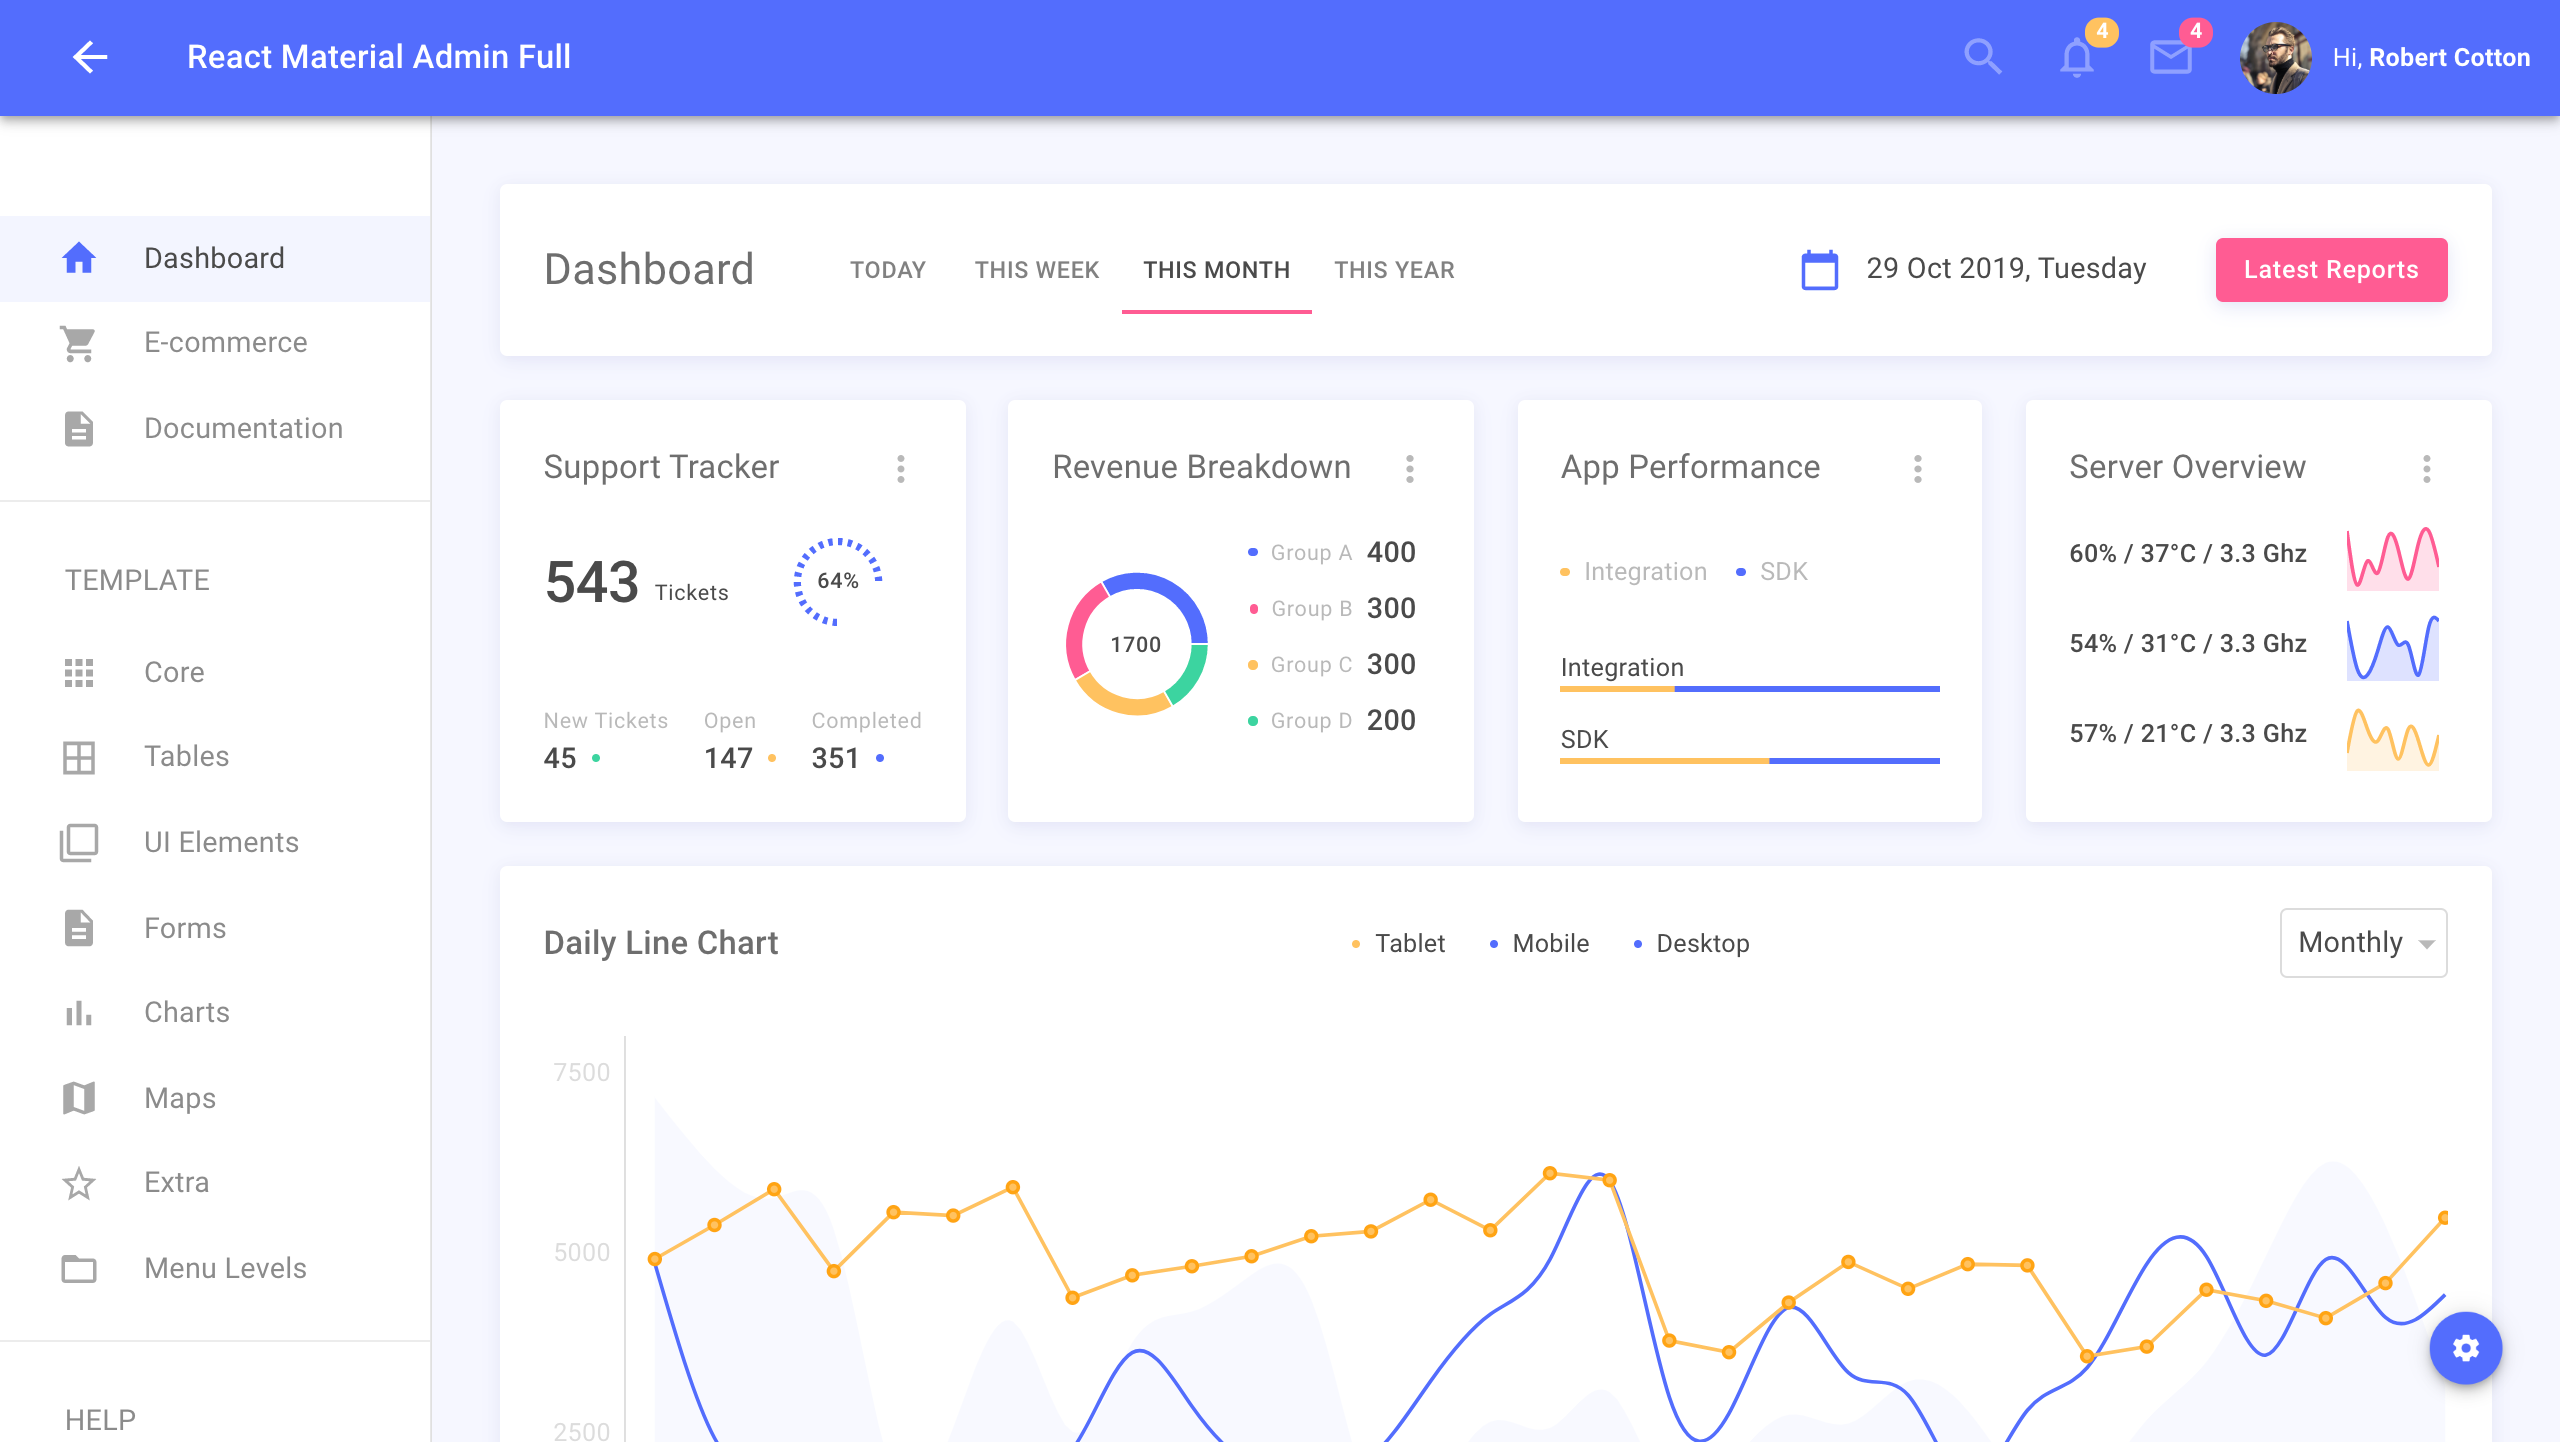 React Material Admin Full
4
4
Hi, Robert Cotton
Dashboard
E-commerce
Documentation
TEMPLATE
Core
Tables
UI Elements
Forms
Charts
Maps
Extra
Menu Levels
HELP
Dashboard
TODAY
THIS WEEK
THIS MONTH
THIS YEAR
29 Oct 2019, Tuesday
Latest Reports
Support Tracker
543 Tickets
64%
New Tickets
45
Open
147
Completed
351
Revenue Breakdown
1700
Group A 400
Group B 300
Group C 300
Group D 200
App Performance
Integration
SDK
Integration
SDK
Server Overview
60% / 37°C / 3.3 Ghz
54% / 31°C / 3.3 Ghz
57% / 21°C / 3.3 Ghz
Daily Line Chart
Tablet
Mobile
Desktop
Monthly
7500
5000
2500